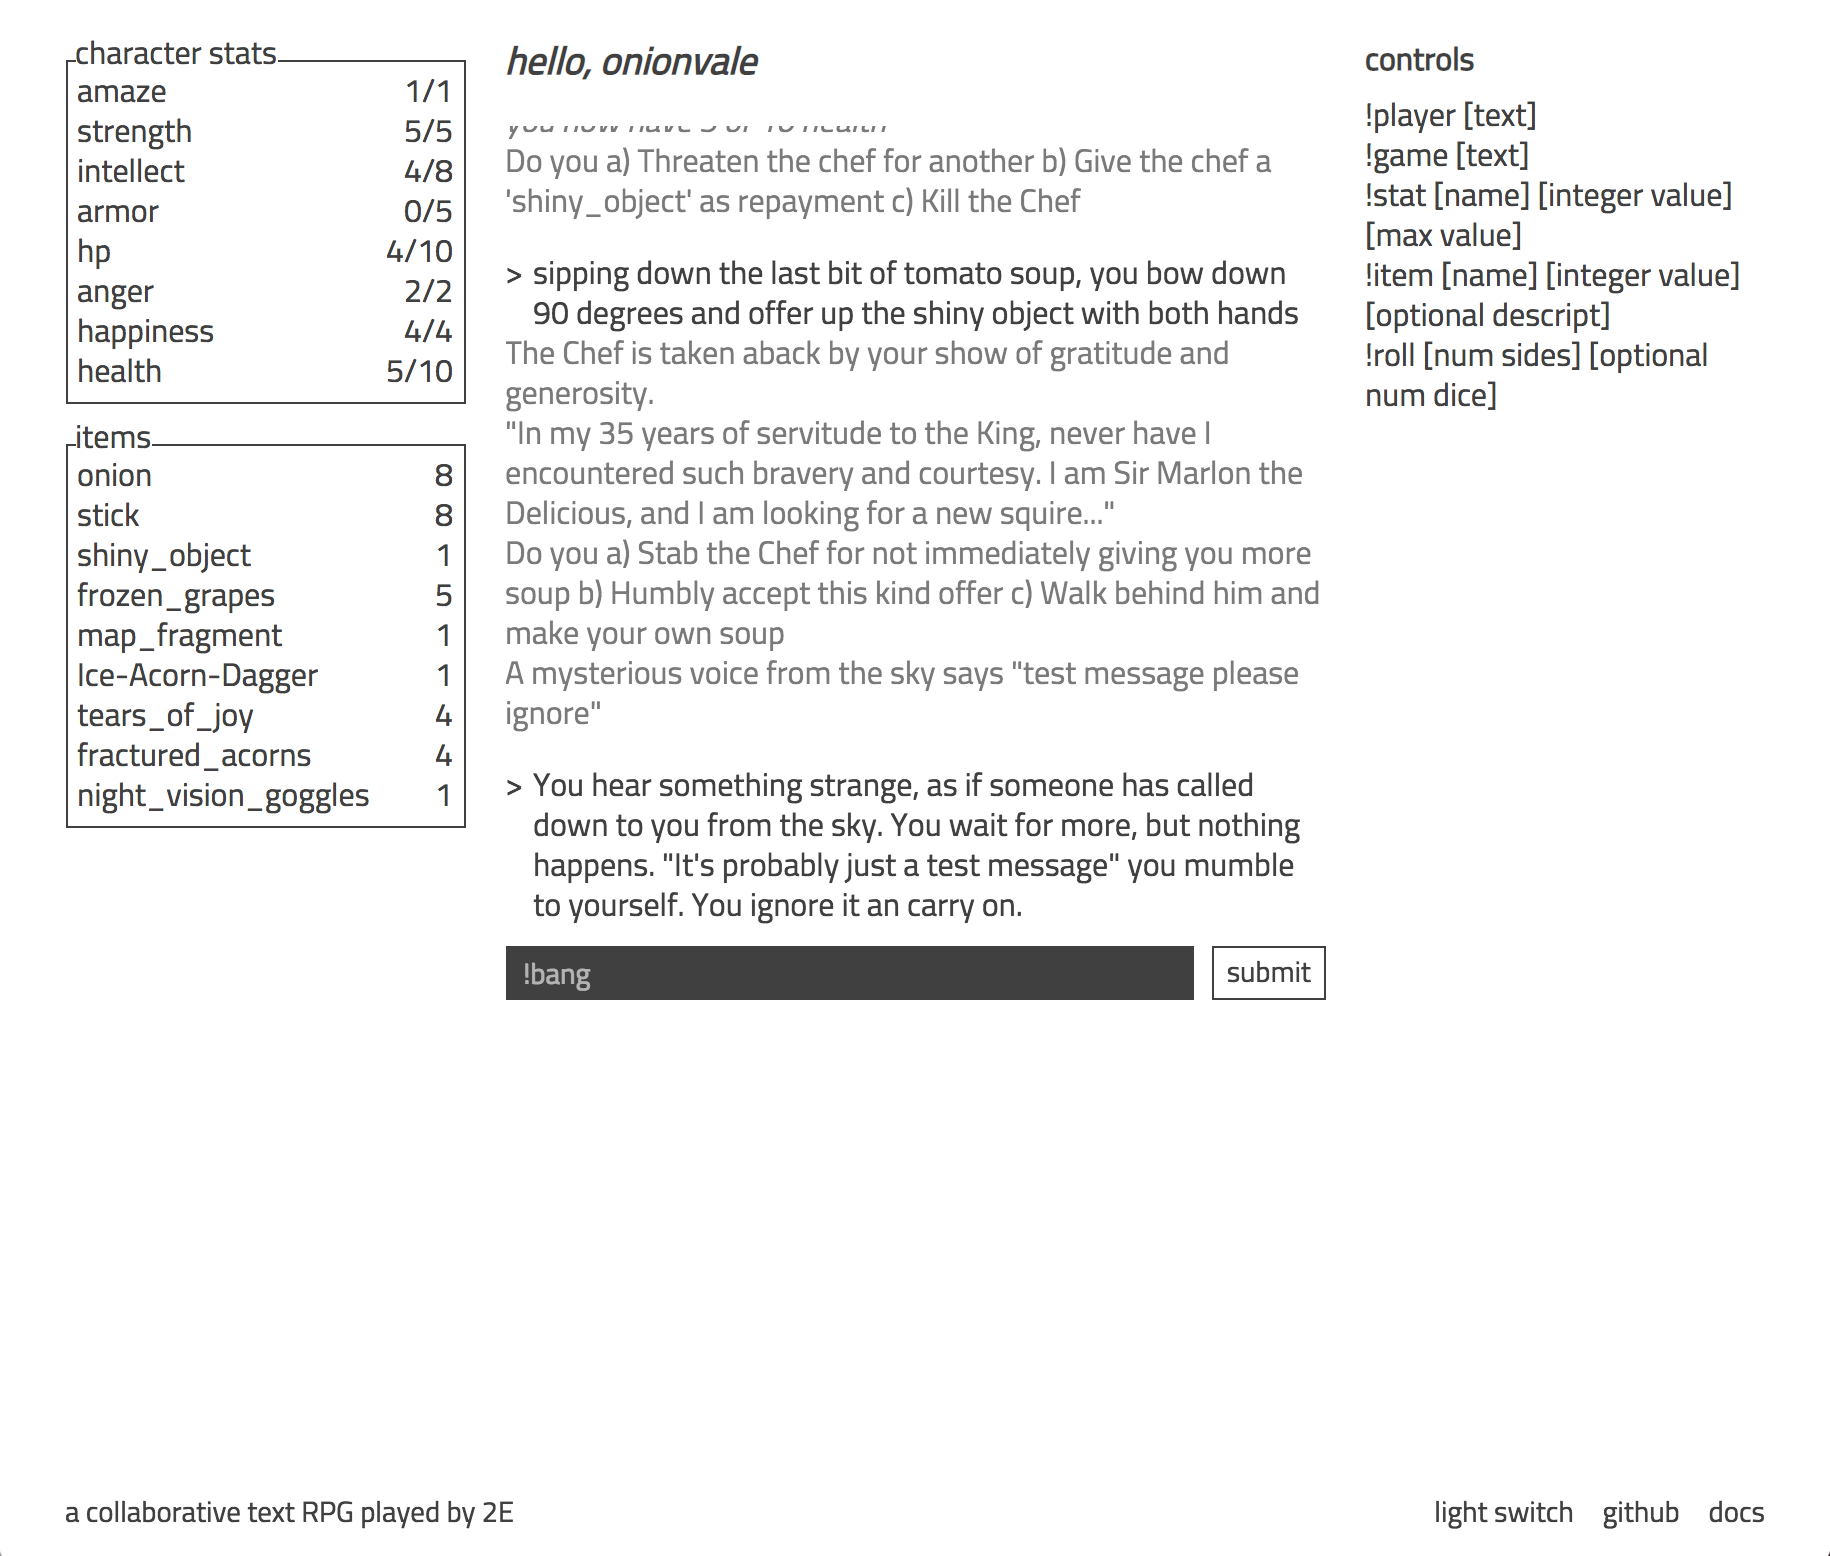 character stats
amaze 1/1
strength 5/5
intellect 4/8
armor 0/5
hp 4/10
anger 2/2
happiness 4/4
health 5/10
items
onion 8
stick 8
shiny_object 1
frozen_grapes 5
map_fragment 1
Ice-Acorn-Dagger 1
tears_of_joy 4
fractured_acorns 4
night_vision_goggles 1
hello, onionvale
you now have 5 of 10 health
Do you a) Threaten the chef for another b) Give the chef a
'shiny_object' as repayment c) Kill the Chef
> sipping down the last bit of tomato soup, you bow down
90 degrees and offer up the shiny object with both hands
The Chef is taken aback by your show of gratitude and
generosity.
"In my 35 years of servitude to the King, never have I
encountered such bravery and courtesy. I am Sir Marlon the
Delicious, and I am looking for a new squire..."
Do you a) Stab the Chef for not immediately giving you more
soup b) Humbly accept this kind offer c) Walk behind him and
make your own soup
A mysterious voice from the sky says "test message please
ignore"
> You hear something strange, as if someone has called
down to you from the sky. You wait for more, but nothing
happens. "It's probably just a test message" you mumble
to yourself. You ignore it an carry on.
!bang
submit
controls
!player [text]
!game [text]
!stat [name] [integer value]
[max value]
!item [name] [integer value]
[optional descript]
!roll [num sides] [optional
num dice]
a collaborative text RPG played by 2E
light switch github docs